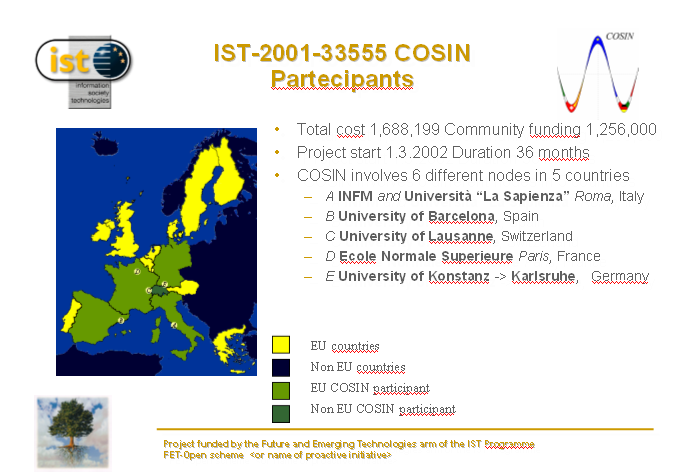 ist
information
society
technologies
IST-2001-33555 COSIN
Partecipants
COSIN
• Total cost 1,688,199 Community funding 1,256,000
• Project start 1.3.2002 Duration 36 months
• COSIN involves 6 different nodes in 5 countries
– A INFM and Università “La Sapienza” Roma, Italy
– B University of Barcelona, Spain
– C University of Lausanne, Switzerland
– D Ecole Normale Superieure Paris, France
– E University of Konstanz -> Karlsruhe, Germany
EU countries
Non EU countries
EU COSIN participant
Non EU COSIN participant
Project funded by the Future and Emerging Technologies arm of the IST Programme
FET-Open scheme <or name of proactive initiative>